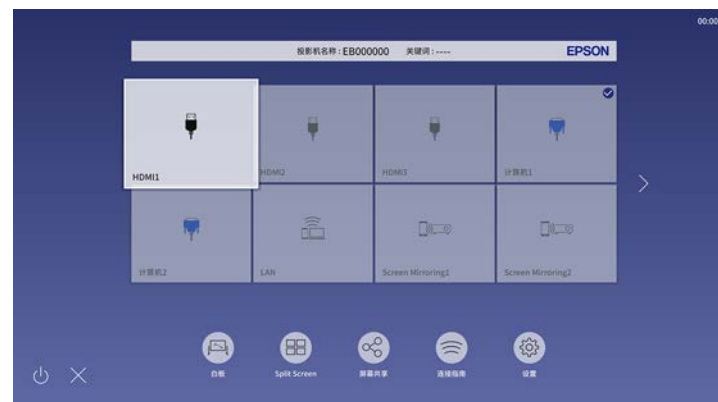 00:00
投影机名称 : EB000000 关键词 : ---- EPSON
HDMI1
HDMI2
HDMI3
计算机1
计算机2
LAN
Screen Mirroring1
Screen Mirroring2
白板
Split Screen
屏幕共享
连接指南
设置